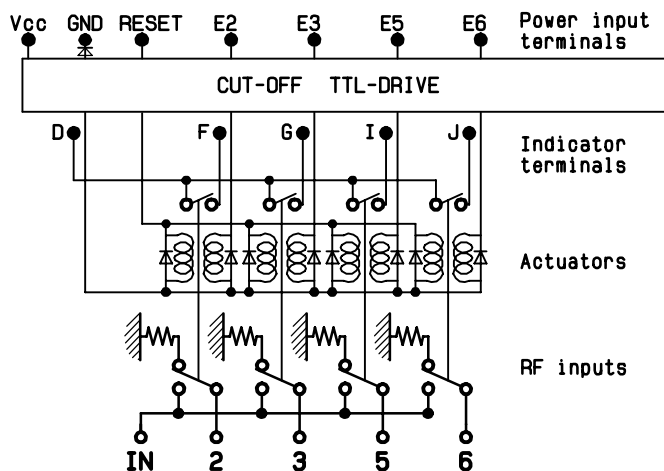 Vcc GND RESET E2 E3 E5 E6 Power input
terminals
CUT-OFF TTL-DRIVE
D F G I J Indicator
terminals
Actuators
RF inputs
IN 2 3 5 6